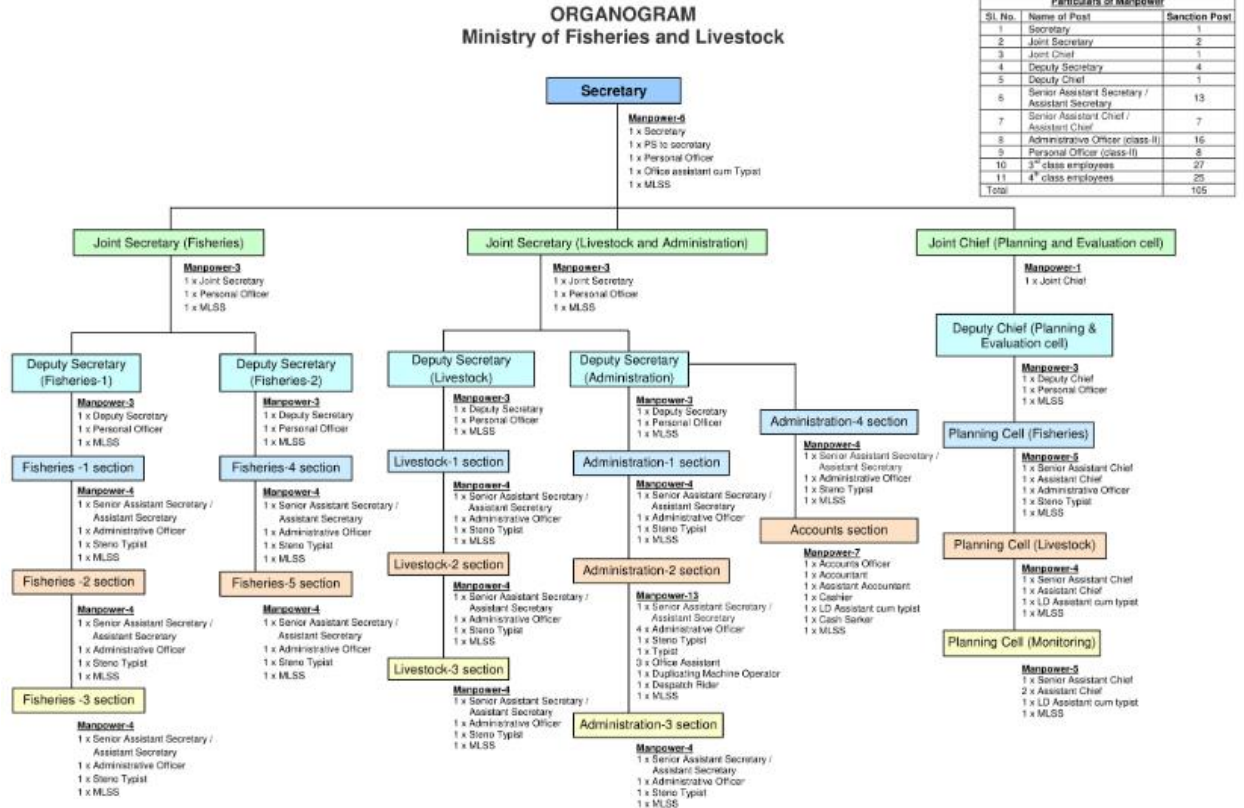 ORGANOGRAM
Ministry of Fisheries and Livestock
Particulars of Manpower
Sl. No. Name of Post Sanction Post
1 Secretary 1
2 Joint Secretary 2
3 Joint Chief 1
4 Deputy Secretary 4
5 Deputy Chief 1
6 Senior Assistant Secretary / Assistant Secretary 13
7 Senior Assistant Chief / Assistant Chief 7
8 Administrative Officer (class-II) 16
9 Personal Officer (class-II) 8
10 3rd class employees 27
11 4th class employees 25
Total 105
Secretary
Manpower-6
1 x Secretary
1 x PS to secretary
1 x Personal Officer
1 x Office assistant cum Typist
1 x MLSS
Joint Secretary (Fisheries)
Manpower-3
1 x Joint Secretary
1 x Personal Officer
1 x MLSS
Deputy Secretary
(Fisheries-1)
Manpower-3
1 x Deputy Secretary
1 x Personal Officer
1 x MLSS
Fisheries -1 section
Manpower-4
1 x Senior Assistant Secretary /
Assistant Secretary
1 x Administrative Officer
1 x Steno Typist
1 x MLSS
Fisheries -2 section
Manpower-4
1 x Senior Assistant Secretary /
Assistant Secretary
1 x Administrative Officer
1 x Steno Typist
1 x MLSS
Fisheries -3 section
Manpower-4
1 x Senior Assistant Secretary /
Assistant Secretary
1 x Administrative Officer
1 x Steno Typist
1 x MLSS
Deputy Secretary
(Fisheries-2)
Manpower-3
1 x Deputy Secretary
1 x Personal Officer
1 x MLSS
Fisheries-4 section
Manpower-4
1 x Senior Assistant Secretary /
Assistant Secretary
1 x Administrative Officer
1 x Steno Typist
1 x MLSS
Fisheries-5 section
Manpower-4
1 x Senior Assistant Secretary /
Assistant Secretary
1 x Administrative Officer
1 x Steno Typist
1 x MLSS
Joint Secretary (Livestock and Administration)
Manpower-3
1 x Joint Secretary
1 x Personal Officer
1 x MLSS
Deputy Secretary
(Livestock)
Manpower-3
1 x Deputy Secretary
1 x Personal Officer
1 x MLSS
Livestock-1 section
Manpower-4
1 x Senior Assistant Secretary /
Assistant Secretary
1 x Administrative Officer
1 x Steno Typist
1 x MLSS
Livestock-2 section
Manpower-4
1 x Senior Assistant Secretary /
Assistant Secretary
1 x Administrative Officer
1 x Steno Typist
1 x MLSS
Livestock-3 section
Manpower-4
1 x Senior Assistant Secretary /
Assistant Secretary
1 x Administrative Officer
1 x Steno Typist
1 x MLSS
Deputy Secretary
(Administration)
Manpower-3
1 x Deputy Secretary
1 x Personal Officer
1 x MLSS
Administration-1 section
Manpower-4
1 x Senior Assistant Secretary /
Assistant Secretary
1 x Administrative Officer
1 x Steno Typist
1 x MLSS
Administration-2 section
Manpower-13
1 x Senior Assistant Secretary /
Assistant Secretary
4 x Administrative Officer
1 x Steno Typist
1 x Typist
3 x Office Assistant
1 x Duplicating Machine Operator
1 x Despatch Rider
1 x MLSS
Administration-3 section
Manpower-4
1 x Senior Assistant Secretary /
Assistant Secretary
1 x Administrative Officer
1 x Steno Typist
1 x MLSS
Administration-4 section
Manpower-4
1 x Senior Assistant Secretary /
Assistant Secretary
1 x Administrative Officer
1 x Steno Typist
1 x MLSS
Accounts section
Manpower-7
1 x Accounts Officer
1 x Accountant
1 x Assistant Accountant
1 x Cashier
1 x LD Assistant cum typist
1 x Cash Sarker
1 x MLSS
Joint Chief (Planning and Evaluation cell)
Manpower-1
1 x Joint Chief
Deputy Chief (Planning &
Evaluation cell)
Manpower-3
1 x Deputy Chief
1 x Personal Officer
1 x MLSS
Planning Cell (Fisheries)
Manpower-5
1 x Senior Assistant Chief
1 x Assistant Chief
1 x Administrative Officer
1 x Steno Typist
1 x MLSS
Planning Cell (Livestock)
Manpower-4
1 x Senior Assistant Chief
1 x Assistant Chief
1 x LD Assistant cum typist
1 x MLSS
Planning Cell (Monitoring)
Manpower-5
1 x Senior Assistant Chief
2 x Assistant Chief
1 x LD Assistant cum typist
1 x MLSS